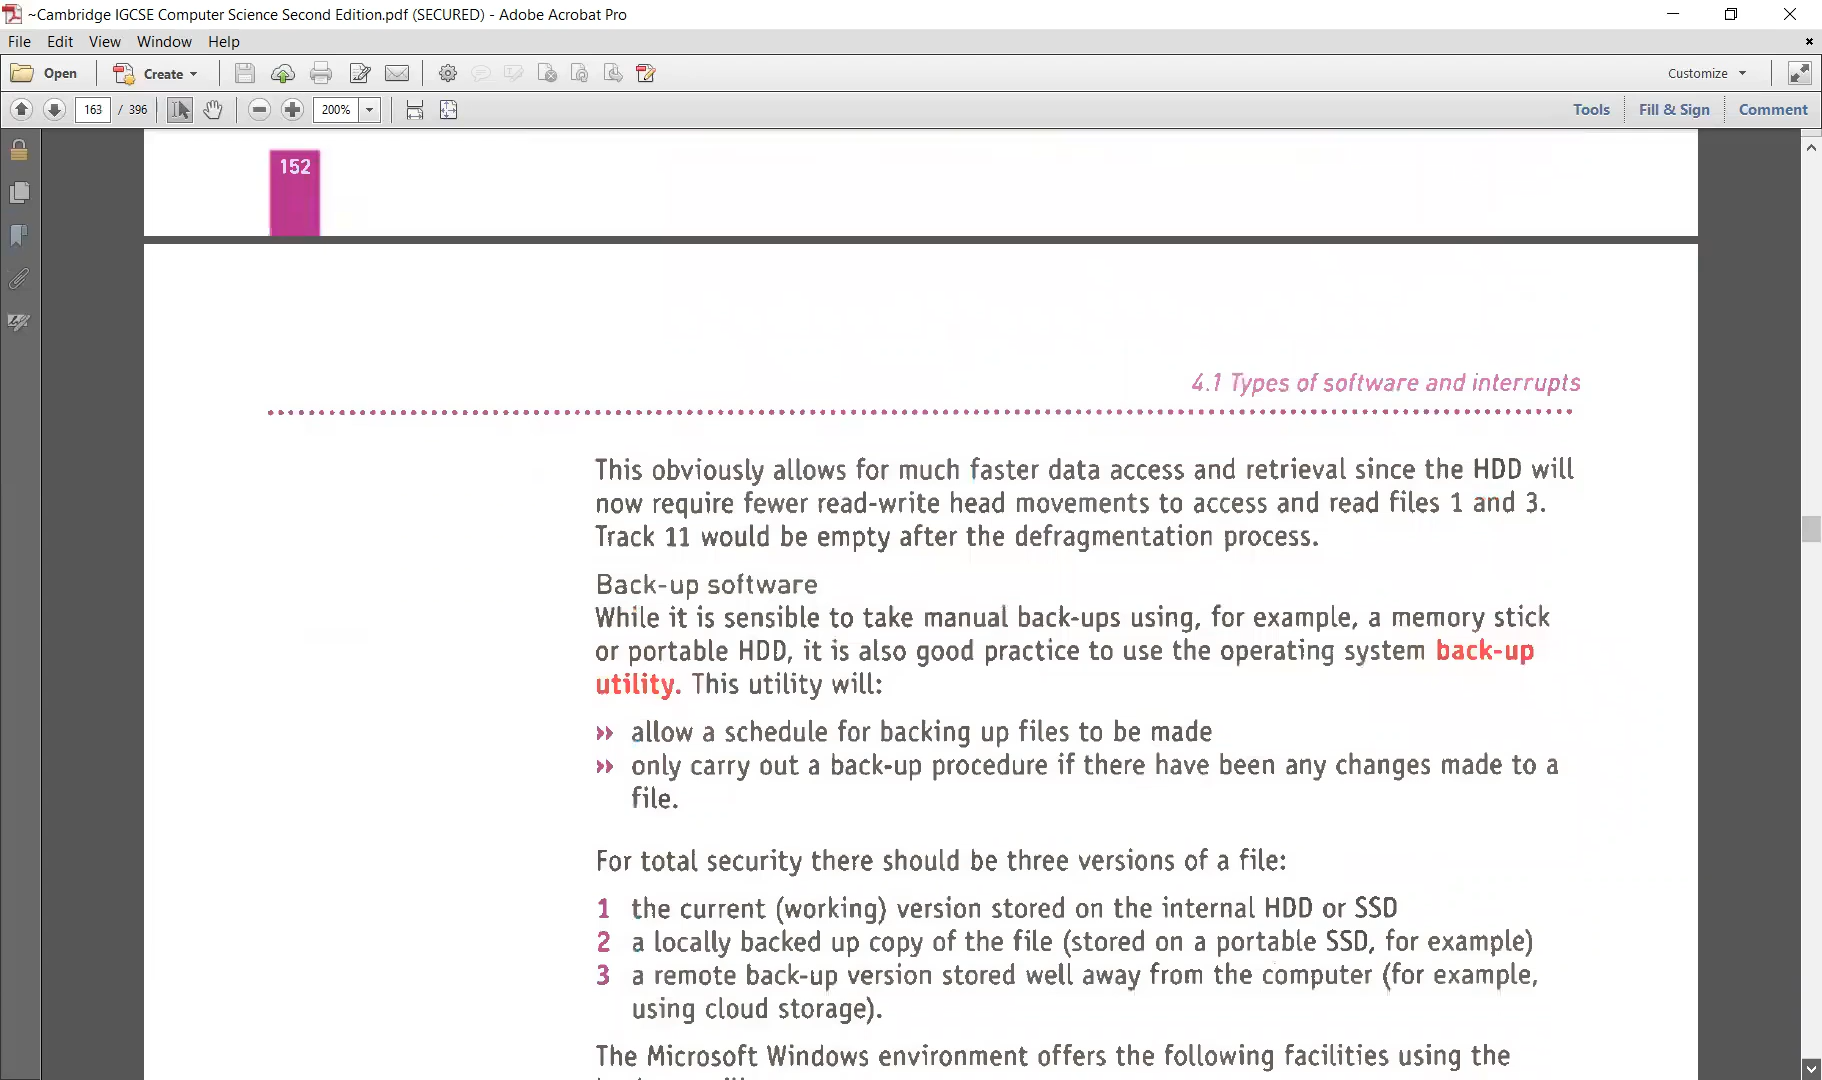 ~Cambridge IGCSE Computer Science Second Edition.pdf (SECURED) - Adobe Acrobat Pro
File Edit View Window Help
Open Create Customize
163 / 396 200% Tools Fill & Sign Comment
152
4.1 Types of software and interrupts
This obviously allows for much faster data access and retrieval since the HDD will
now require fewer read-write head movements to access and read files 1 and 3.
Track 11 would be empty after the defragmentation process.
Back-up software
While it is sensible to take manual back-ups using, for example, a memory stick
or portable HDD, it is also good practice to use the operating system back-up
utility. This utility will:
» allow a schedule for backing up files to be made
» only carry out a back-up procedure if there have been any changes made to a
file.
For total security there should be three versions of a file:
1 the current (working) version stored on the internal HDD or SSD
2 a locally backed up copy of the file (stored on a portable SSD, for example)
3 a remote back-up version stored well away from the computer (for example,
using cloud storage).
The Microsoft Windows environment offers the following facilities using the